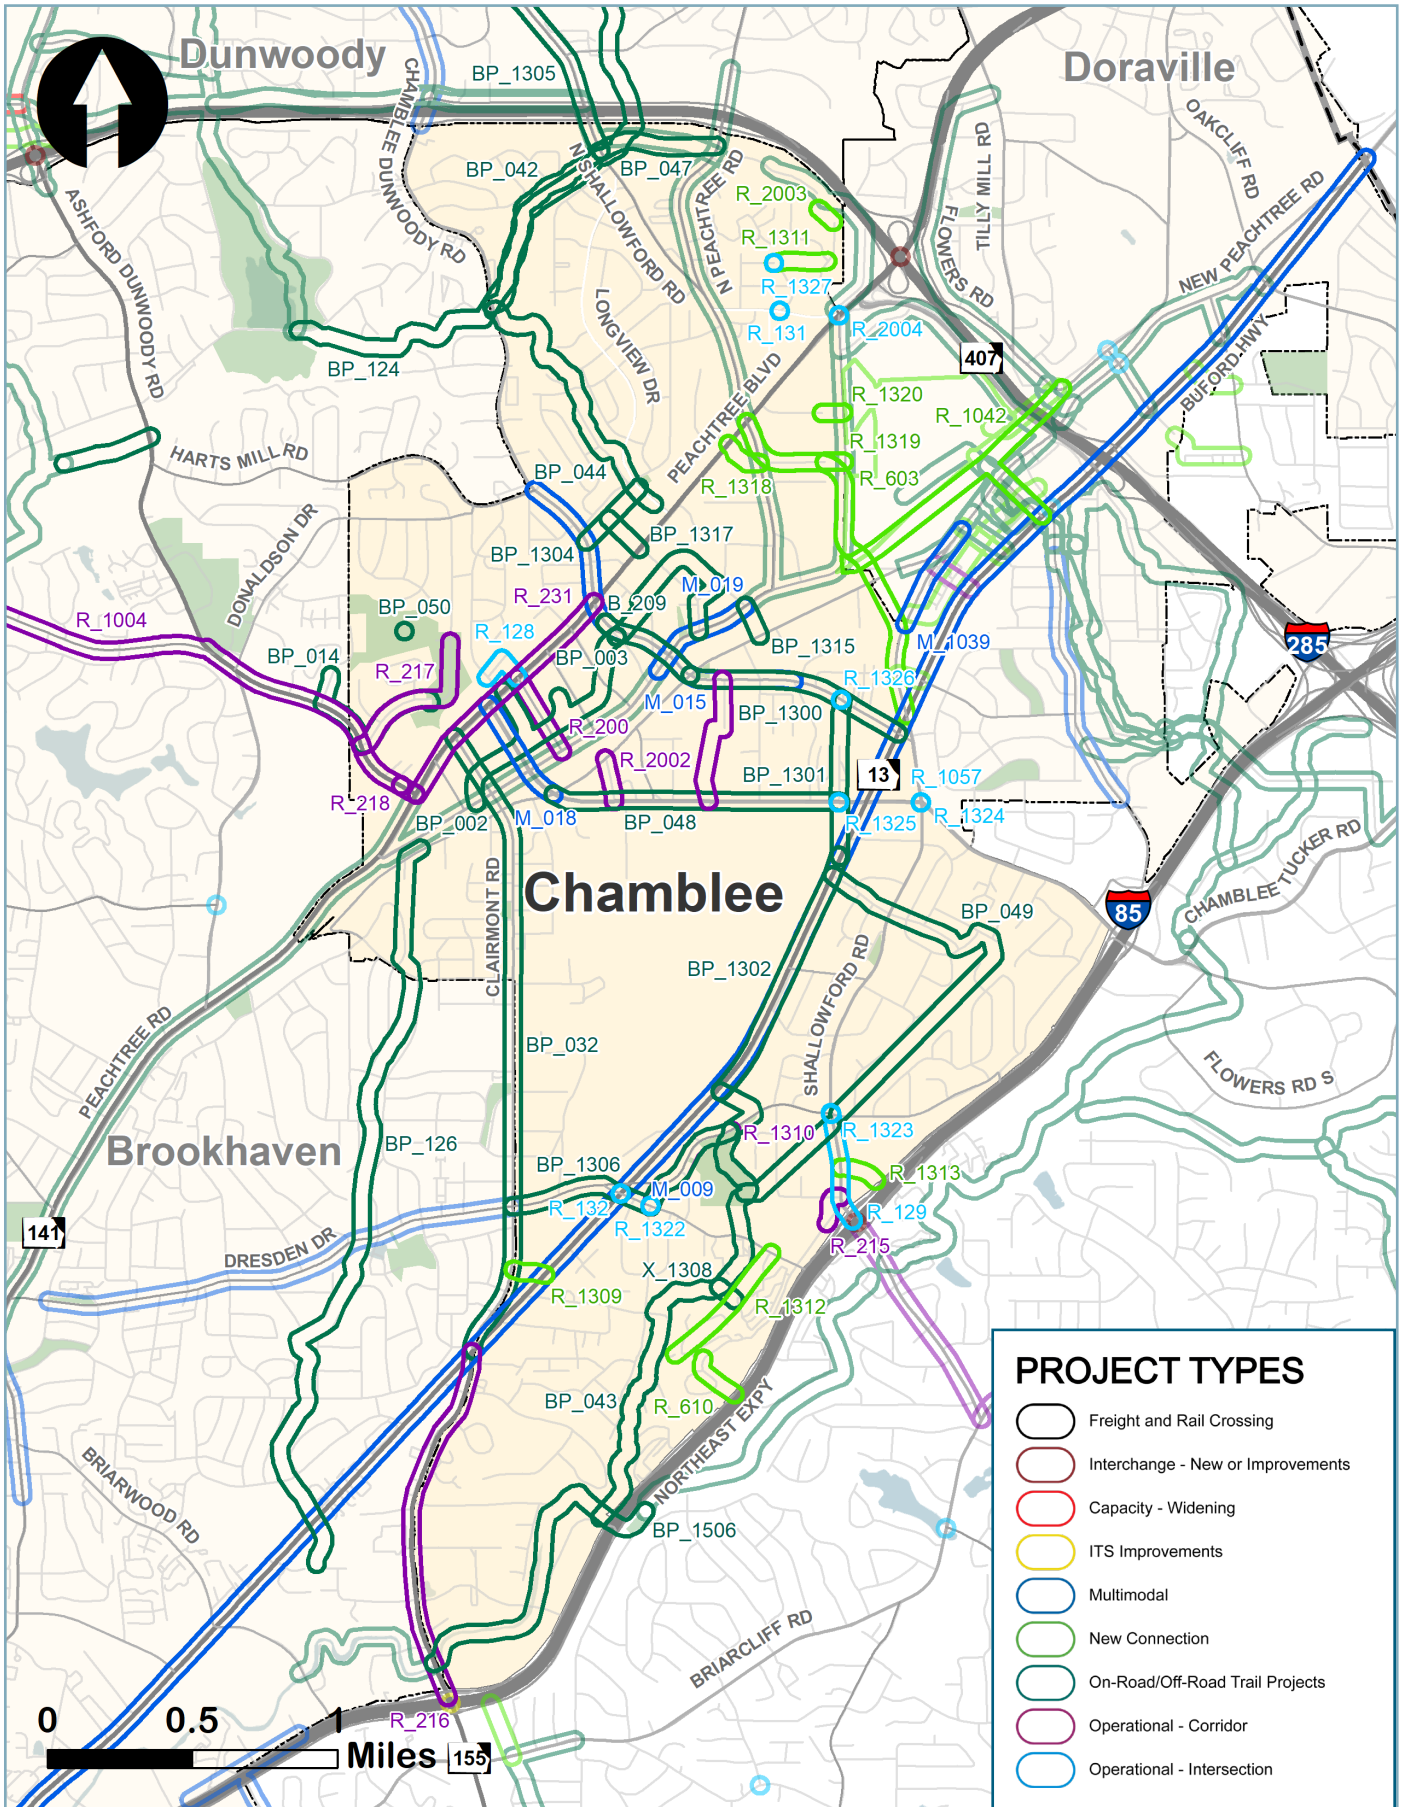 Dunwoody
Doraville
BP_1305
CHAMBLEE DUNWOODY RD
OAKCLIFF RD
TILLY MILL RD
BP_042
N SHALLOWFORD RD
BP_047
N PEACHTREE RD
R_2003
ASHFORD DUNWOODY RD
FLOWERS RD
NEW PEACHTREE RD
R_1311
R_1327
LONGVIEW DR
R_131
R_2004
BUFORD HWY
407
BP_124
PEACHTREE BLVD
R_1320
R_1042
HARTS MILL RD
R_1319
BP_044
R_1318
R_603
DONALDSON DR
BP_1317
BP_1304
M_019
R_231
B_209
BP_050
R_1004
R_128
M_1039
285
BP_014
R_217
BP_003
BP_1315
R_1326
M_015
BP_1300
R_200
R_2002
BP_1301
13
R_1057
R_218
M_018
BP_048
R_1325
R_1324
BP_002
CHAMBLEE TUCKER RD
Chamblee
85
CLAIRMONT RD
BP_049
SHALLOWFORD RD
BP_1302
PEACHTREE RD
BP_032
FLOWERS RD S
Brookhaven
BP_126
R_1310
R_1323
BP_1306
M_009
R_1313
R_132
R_129
R_1322
141
DRESDEN DR
R_215
X_1308
R_1309
R_1312
BP_043
R_610
NORTHEAST EXPY
BRIARWOOD RD
BP_1506
BRIARCLIFF RD
R_216
155
0 0.5 1
Miles
PROJECT TYPES
Freight and Rail Crossing
Interchange - New or Improvements
Capacity - Widening
ITS Improvements
Multimodal
New Connection
On-Road/Off-Road Trail Projects
Operational - Corridor
Operational - Intersection